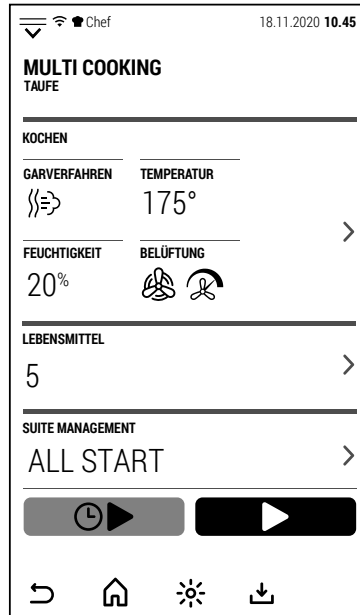 Chef 18.11.2020 10.45
MULTI COOKING
TAUFE
KOCHEN
GARVERFAHREN TEMPERATUR
175°
FEUCHTIGKEIT BELÜFTUNG
20%
LEBENSMITTEL
5
SUITE MANAGEMENT
ALL START